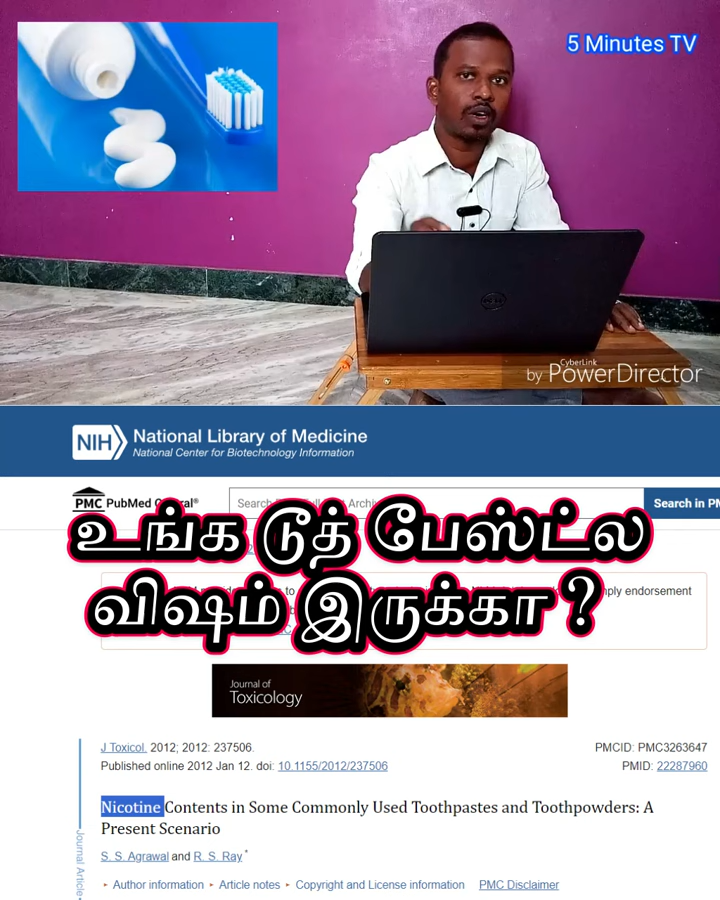 5 Minutes TV
CyberLink
by PowerDirector
NIH National Library of Medicine
National Center for Biotechnology Information
PMC PubMed Search Search in PM
உங்க டூத் பேஸ்ட்ல
விஷம் இருக்கா ?
endorsement
Journal of
Toxicology
J Toxicol. 2012; 2012: 237506. PMCID: PMC3263647
Published online 2012 Jan 12. doi: 10.1155/2012/237506 PMID: 22287960
Nicotine Contents in Some Commonly Used Toothpastes and Toothpowders: A
Present Scenario
S. S. Agrawal and R. S. Ray *
▸ Author information ▸ Article notes ▸ Copyright and License information PMC Disclaimer
Journal Article